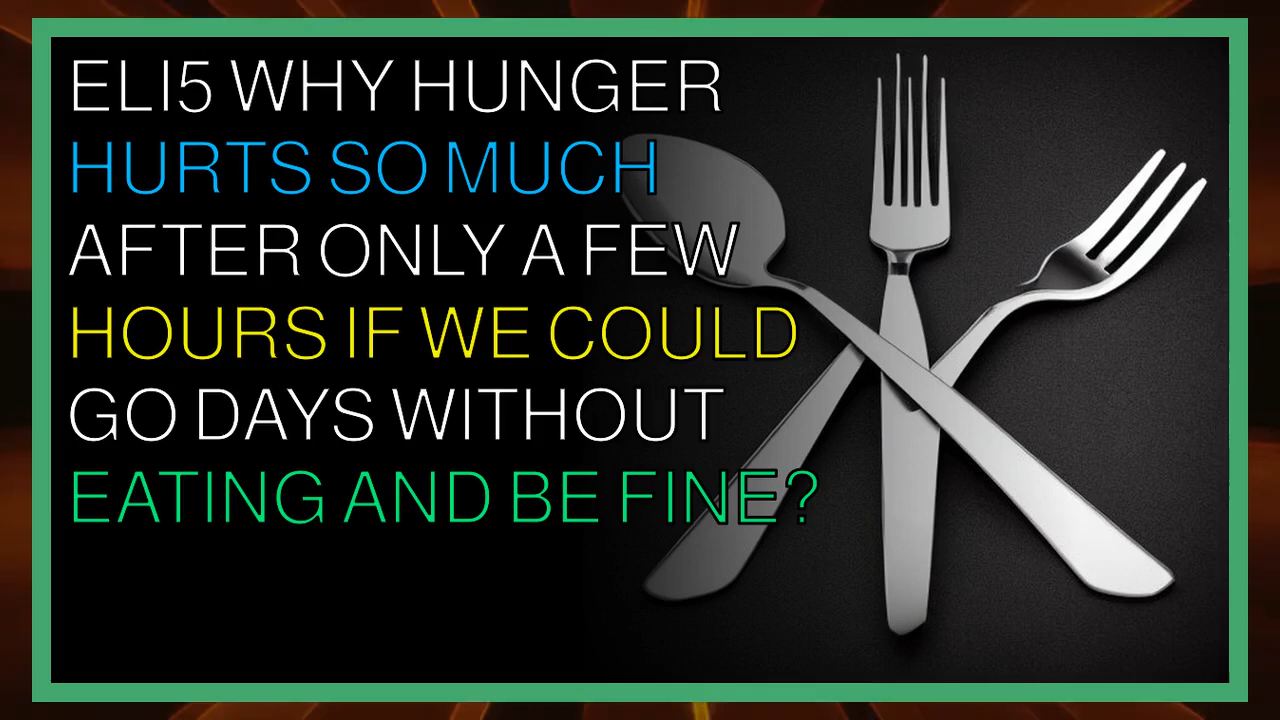 ELI5 WHY HUNGER
HURTS SO MUCH
AFTER ONLY A FEW
HOURS IF WE COULD
GO DAYS WITHOUT
EATING AND BE FINE?